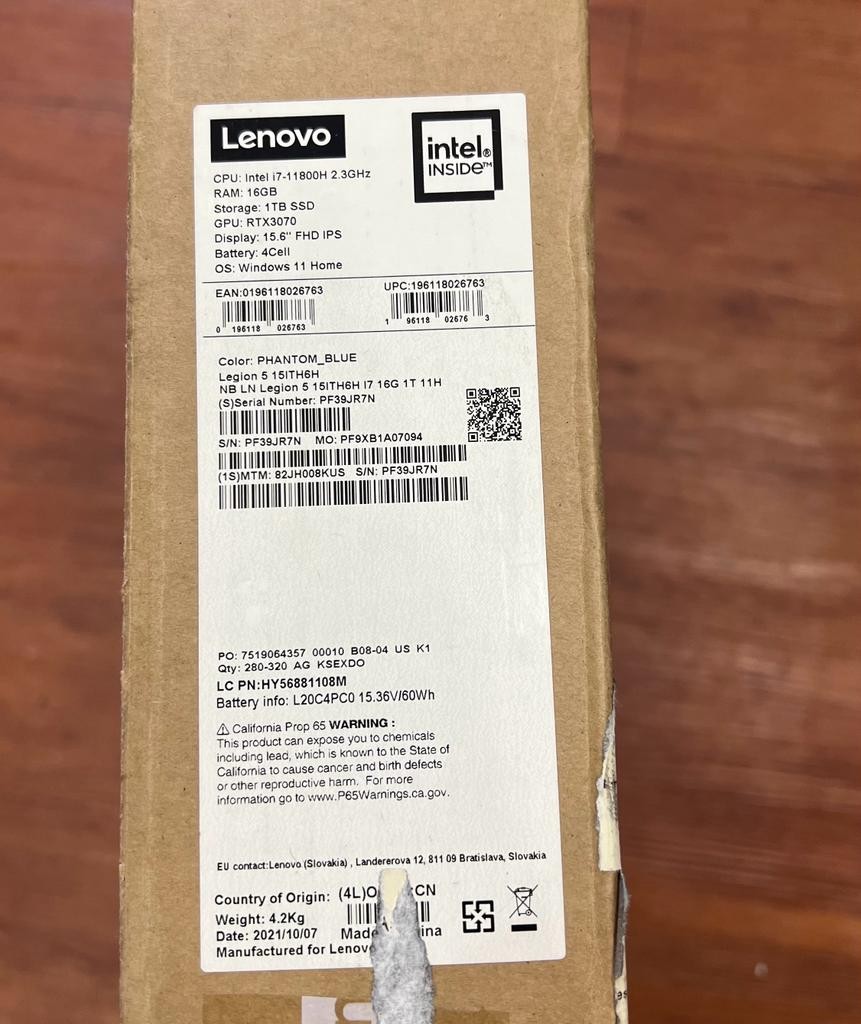 Lenovo
intel®
INSIDE™
CPU: Intel i7-11800H 2.3GHz
RAM: 16GB
Storage: 1TB SSD
GPU: RTX3070
Display: 15.6" FHD IPS
Battery: 4Cell
OS: Windows 11 Home
EAN:0196118026763 UPC:196118026763
0 196118 026763 1 96118 02676 3
Color: PHANTOM_BLUE
Legion 5 15ITH6H
NB LN Legion 5 15ITH6H I7 16G 1T 11H
(S)Serial Number: PF39JR7N
S/N: PF39JR7N MO: PF9XB1A07094
(1S)MTM: 82JH008KUS S/N: PF39JR7N
PO: 7519064357 00010 B08-04 US K1
Qty: 280-320 AG KSEXDO
LC PN:HY56881108M
Battery info: L20C4PC0 15.36V/60Wh
⚠ California Prop 65 WARNING :
This product can expose you to chemicals
including lead, which is known to the State of
California to cause cancer and birth defects
or other reproductive harm. For more
information go to www.P65Warnings.ca.gov.
EU contact:Lenovo (Slovakia) , Landererova 12, 811 09 Bratislava, Slovakia
Country of Origin: (4L) CN
Weight: 4.2Kg
Date: 2021/10/07
Manufactured for Lenovo